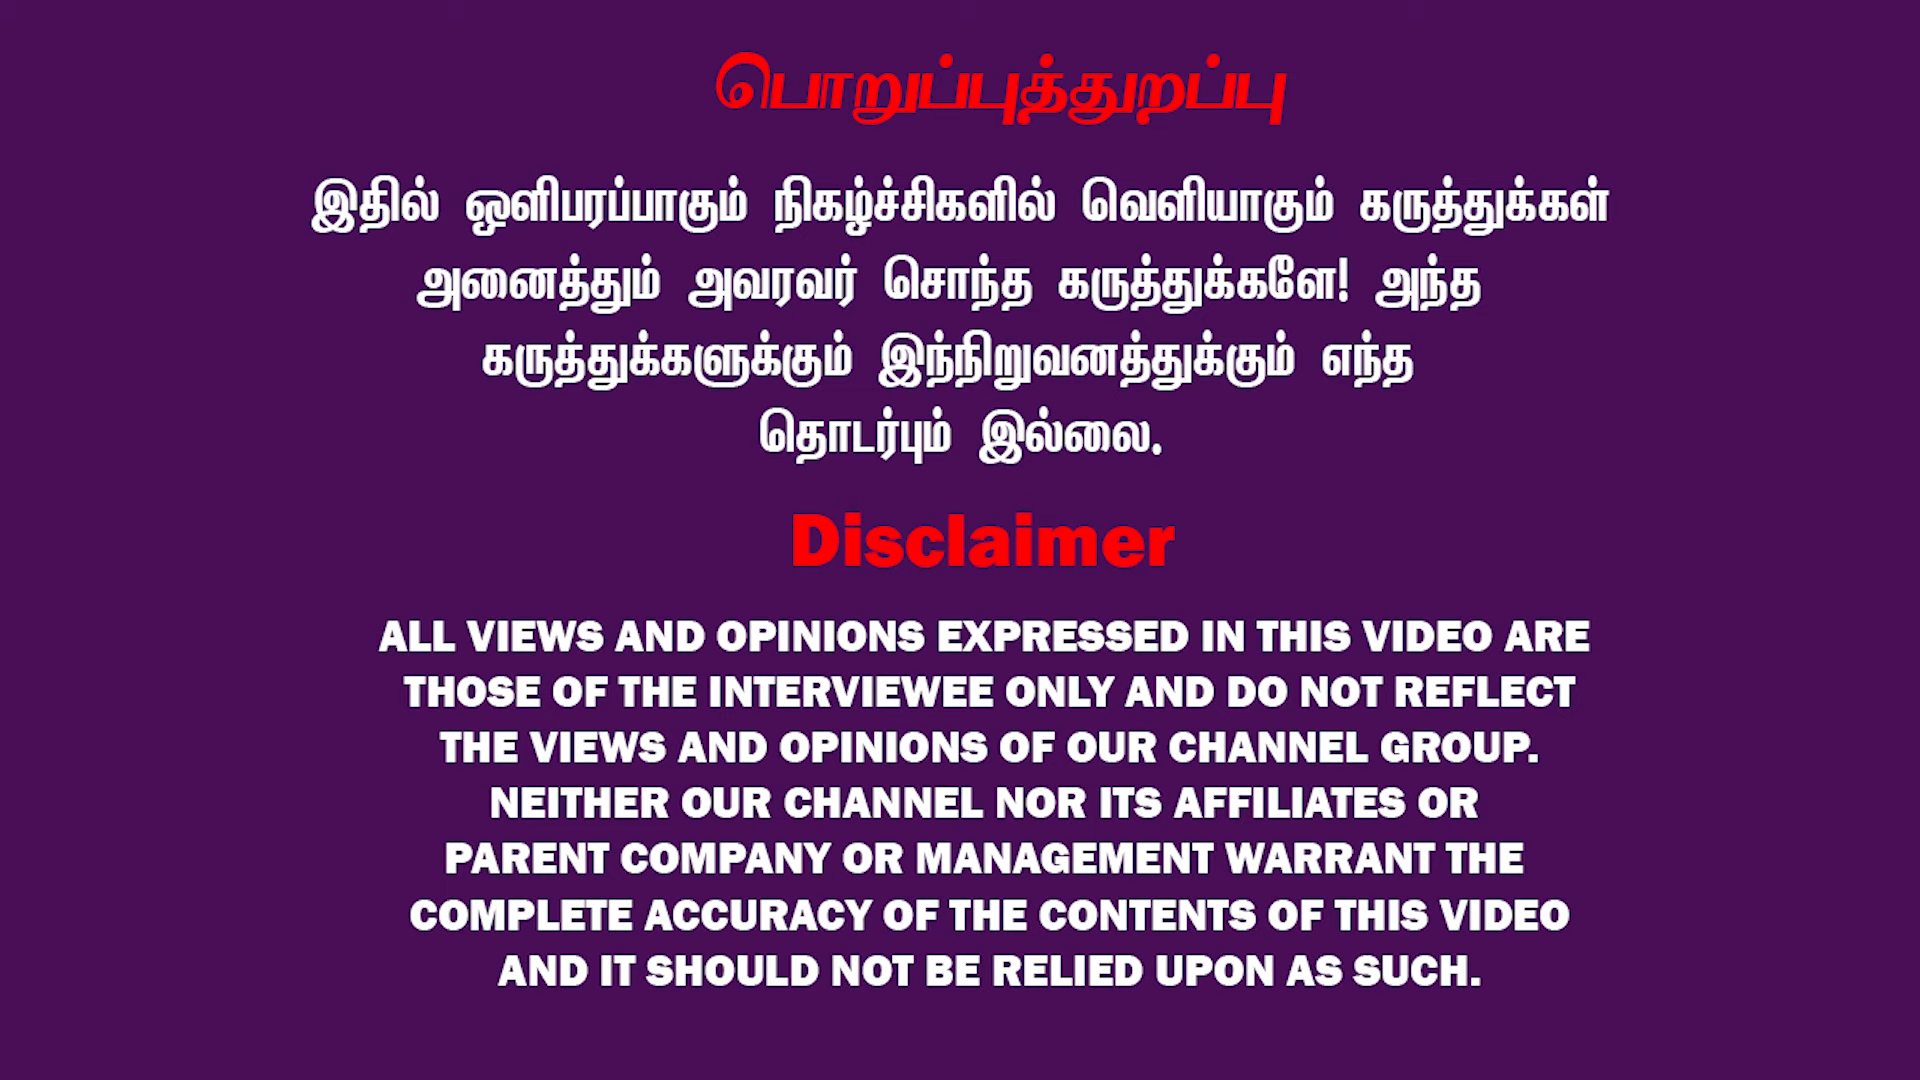 பொறுப்புத்துறப்பு
இதில் ஒளிபரப்பாகும் நிகழ்ச்சிகளில் வெளியாகும் கருத்துக்கள்
அனைத்தும் அவரவர் சொந்த கருத்துக்களே! அந்த
கருத்துக்களுக்கும் இந்நிறுவனத்துக்கும் எந்த
தொடர்பும் இல்லை.
Disclaimer
ALL VIEWS AND OPINIONS EXPRESSED IN THIS VIDEO ARE
THOSE OF THE INTERVIEWEE ONLY AND DO NOT REFLECT
THE VIEWS AND OPINIONS OF OUR CHANNEL GROUP.
NEITHER OUR CHANNEL NOR ITS AFFILIATES OR
PARENT COMPANY OR MANAGEMENT WARRANT THE
COMPLETE ACCURACY OF THE CONTENTS OF THIS VIDEO
AND IT SHOULD NOT BE RELIED UPON AS SUCH.